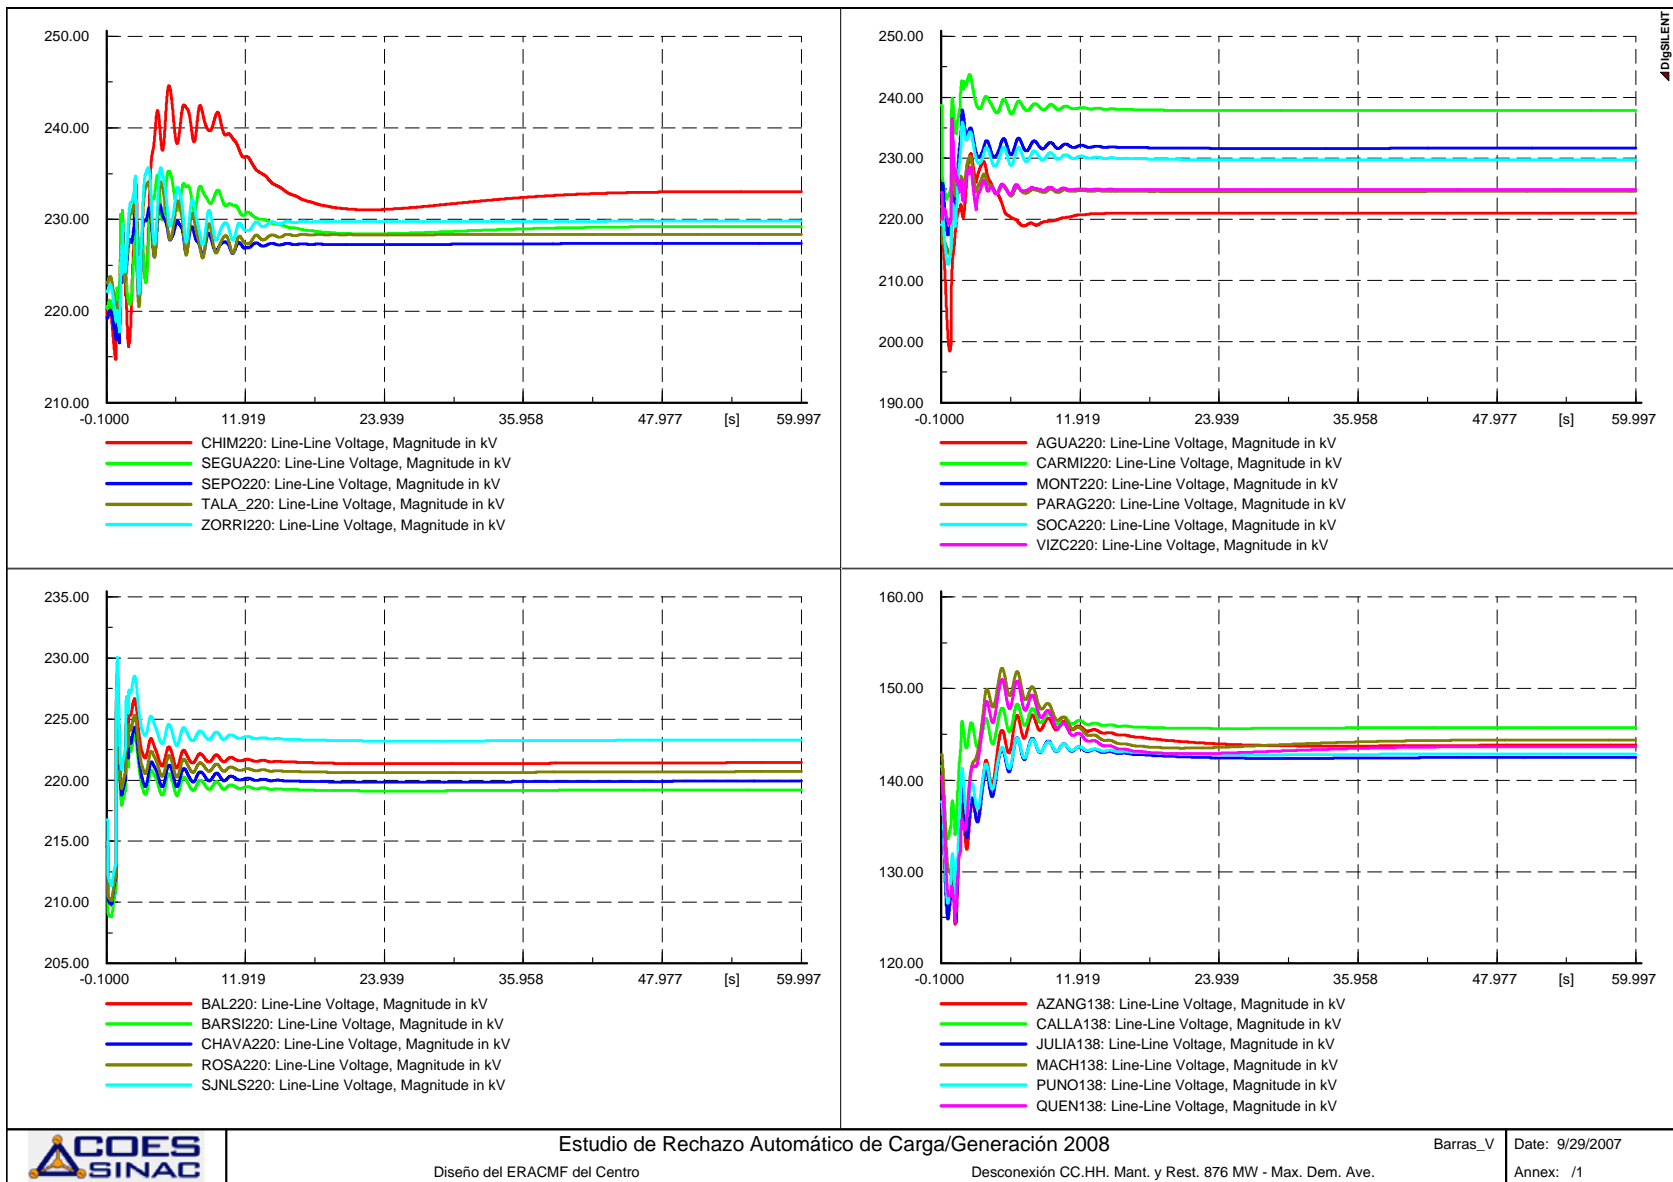 250.00
240.00
230.00
220.00
210.00
-0.1000 11.919 23.939 35.958 47.977 [s] 59.997
CHIM220: Line-Line Voltage, Magnitude in kV
SEGUA220: Line-Line Voltage, Magnitude in kV
SEPO220: Line-Line Voltage, Magnitude in kV
TALA_220: Line-Line Voltage, Magnitude in kV
ZORRI220: Line-Line Voltage, Magnitude in kV
DIgSILENT
250.00
240.00
230.00
220.00
210.00
200.00
190.00
-0.1000 11.919 23.939 35.958 47.977 [s] 59.997
AGUA220: Line-Line Voltage, Magnitude in kV
CARMI220: Line-Line Voltage, Magnitude in kV
MONT220: Line-Line Voltage, Magnitude in kV
PARAG220: Line-Line Voltage, Magnitude in kV
SOCA220: Line-Line Voltage, Magnitude in kV
VIZC220: Line-Line Voltage, Magnitude in kV
235.00
230.00
225.00
220.00
215.00
210.00
205.00
-0.1000 11.919 23.939 35.958 47.977 [s] 59.997
BAL220: Line-Line Voltage, Magnitude in kV
BARSI220: Line-Line Voltage, Magnitude in kV
CHAVA220: Line-Line Voltage, Magnitude in kV
ROSA220: Line-Line Voltage, Magnitude in kV
SJNLS220: Line-Line Voltage, Magnitude in kV
160.00
150.00
140.00
130.00
120.00
-0.1000 11.919 23.939 35.958 47.977 [s] 59.997
AZANG138: Line-Line Voltage, Magnitude in kV
CALLA138: Line-Line Voltage, Magnitude in kV
JULIA138: Line-Line Voltage, Magnitude in kV
MACH138: Line-Line Voltage, Magnitude in kV
PUNO138: Line-Line Voltage, Magnitude in kV
QUEN138: Line-Line Voltage, Magnitude in kV
COES
SINAC
Estudio de Rechazo Automático de Carga/Generación 2008
Diseño del ERACMF del Centro
Desconexión CC.HH. Mant. y Rest. 876 MW - Max. Dem. Ave.
Barras_V
Date: 9/29/2007
Annex: /1